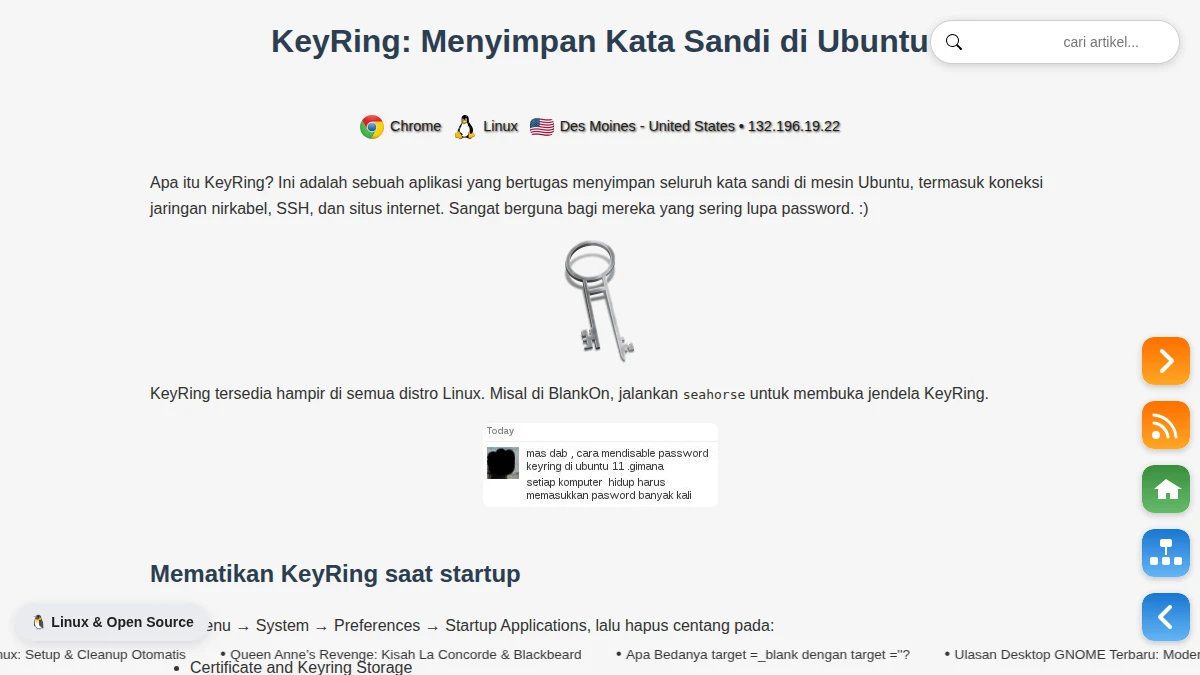 KeyRing: Menyimpan Kata Sandi di Ubuntu
cari artikel...
Chrome Linux Des Moines - United States • 132.196.19.22
Apa itu KeyRing? Ini adalah sebuah aplikasi yang bertugas menyimpan seluruh kata sandi di mesin Ubuntu, termasuk koneksi
jaringan nirkabel, SSH, dan situs internet. Sangat berguna bagi mereka yang sering lupa password. :)
KeyRing tersedia hampir di semua distro Linux. Misal di BlankOn, jalankan seahorse untuk membuka jendela KeyRing.
Today
mas dab , cara mendisable password
keyring di ubuntu 11 .gimana
setiap komputer hidup harus
memasukkan pasword banyak kali
Mematikan KeyRing saat startup
→ System → Preferences → Startup Applications, lalu hapus centang pada:
Linux & Open Source
Setup & Cleanup Otomatis • Queen Anne's Revenge: Kisah La Concorde & Blackbeard • Apa Bedanya target =_blank dengan target =''? • Ulasan Desktop GNOME Terbaru:
• Certificate and Keyring Storage